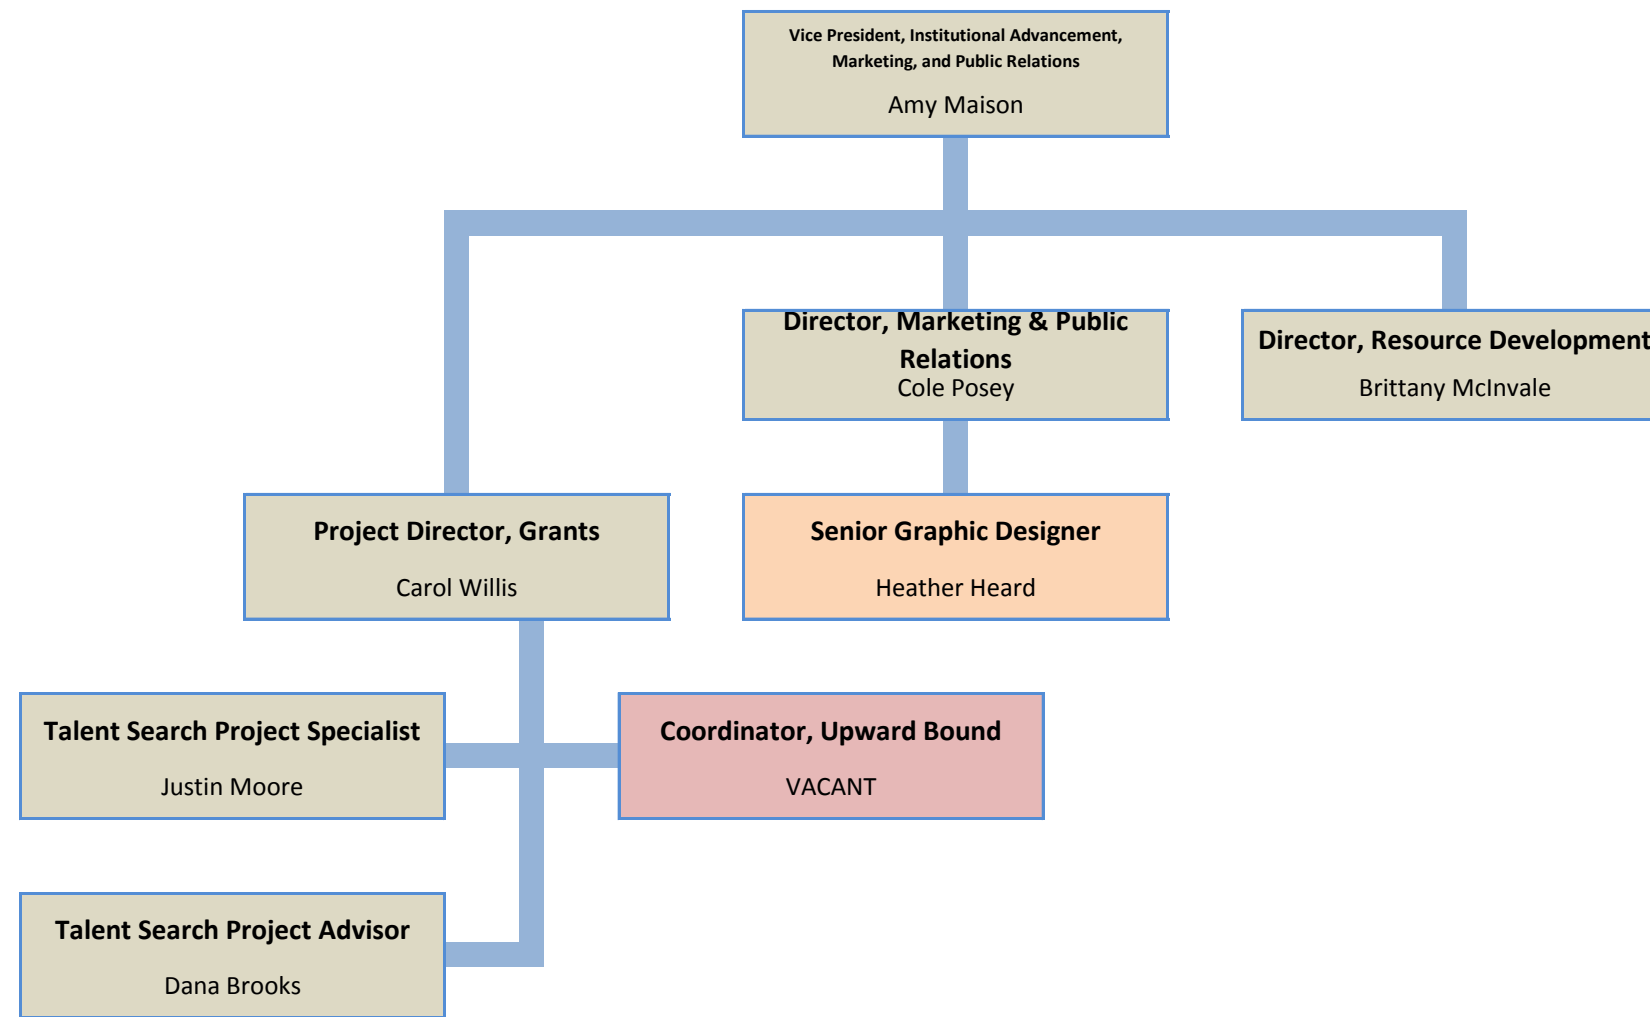 Vice President, Institutional Advancement,
Marketing, and Public Relations
Amy Maison
Director, Marketing & Public
Relations
Cole Posey
Director, Resource Development
Brittany McInvale
Project Director, Grants
Carol Willis
Senior Graphic Designer
Heather Heard
Talent Search Project Specialist
Justin Moore
Coordinator, Upward Bound
VACANT
Talent Search Project Advisor
Dana Brooks